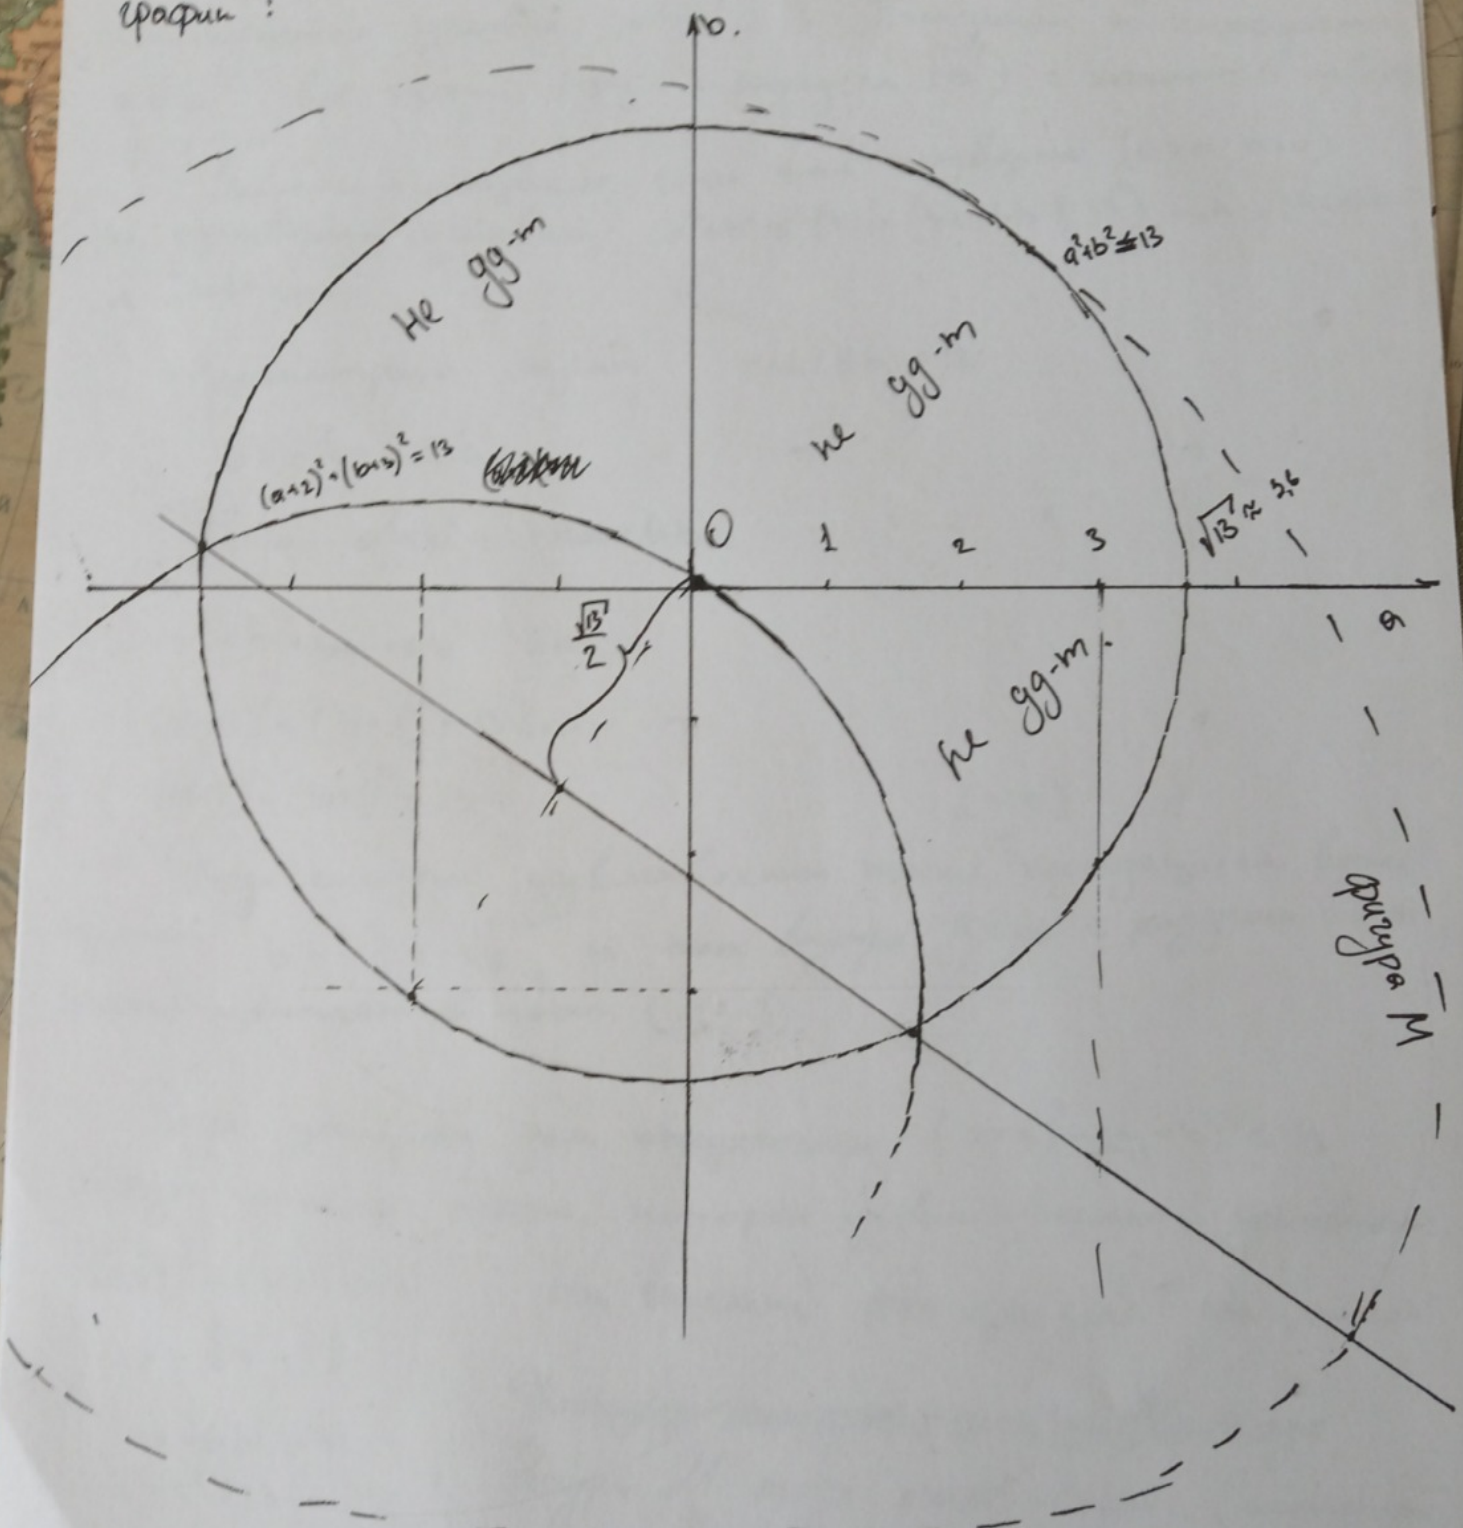 график :
b.
a²+b²≤13
Не уд-т
не уд-т
(a+2)²+(b+3)²=13
O
1
2
3
√13 ≈ 3,6
a
√13/2
не уд-т.
фигура M